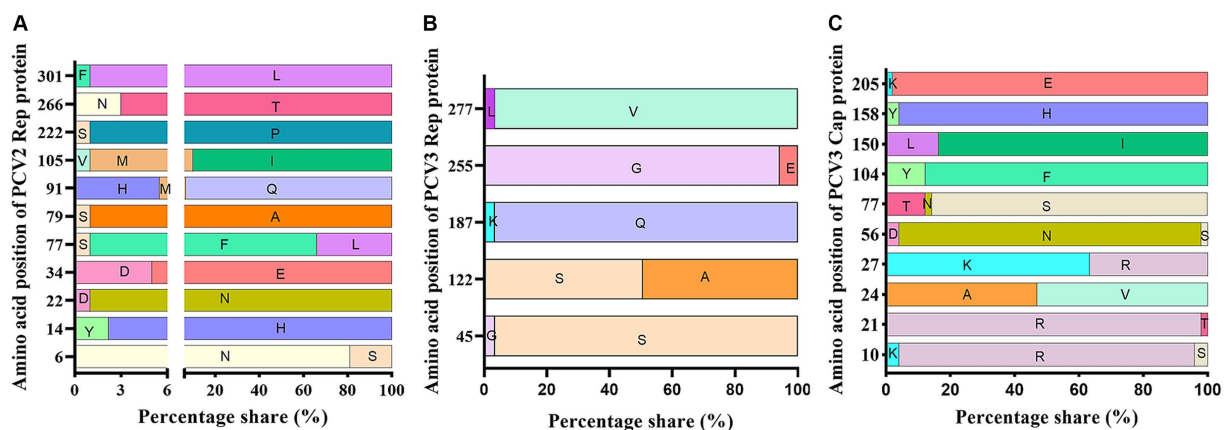 A
Amino acid position of PCV2 Rep protein
301 F L
266 N T
222 S P
105 V M I
91 H M Q
79 S A
77 S F L
34 D E
22 D N
14 Y H
6 N S
0 3 6 20 40 60 80 100
Percentage share (%)
B
Amino acid position of PCV3 Rep protein
277 L V
255 G E
187 K Q
122 S A
45 G S
0 20 40 60 80 100
Percentage share (%)
C
Amino acid position of PCV3 Cap protein
205 K E
158 Y H
150 L I
104 Y F
77 T N S
56 D N S
27 K R
24 A V
21 R T
10 K R S
0 20 40 60 80 100
Percentage share (%)